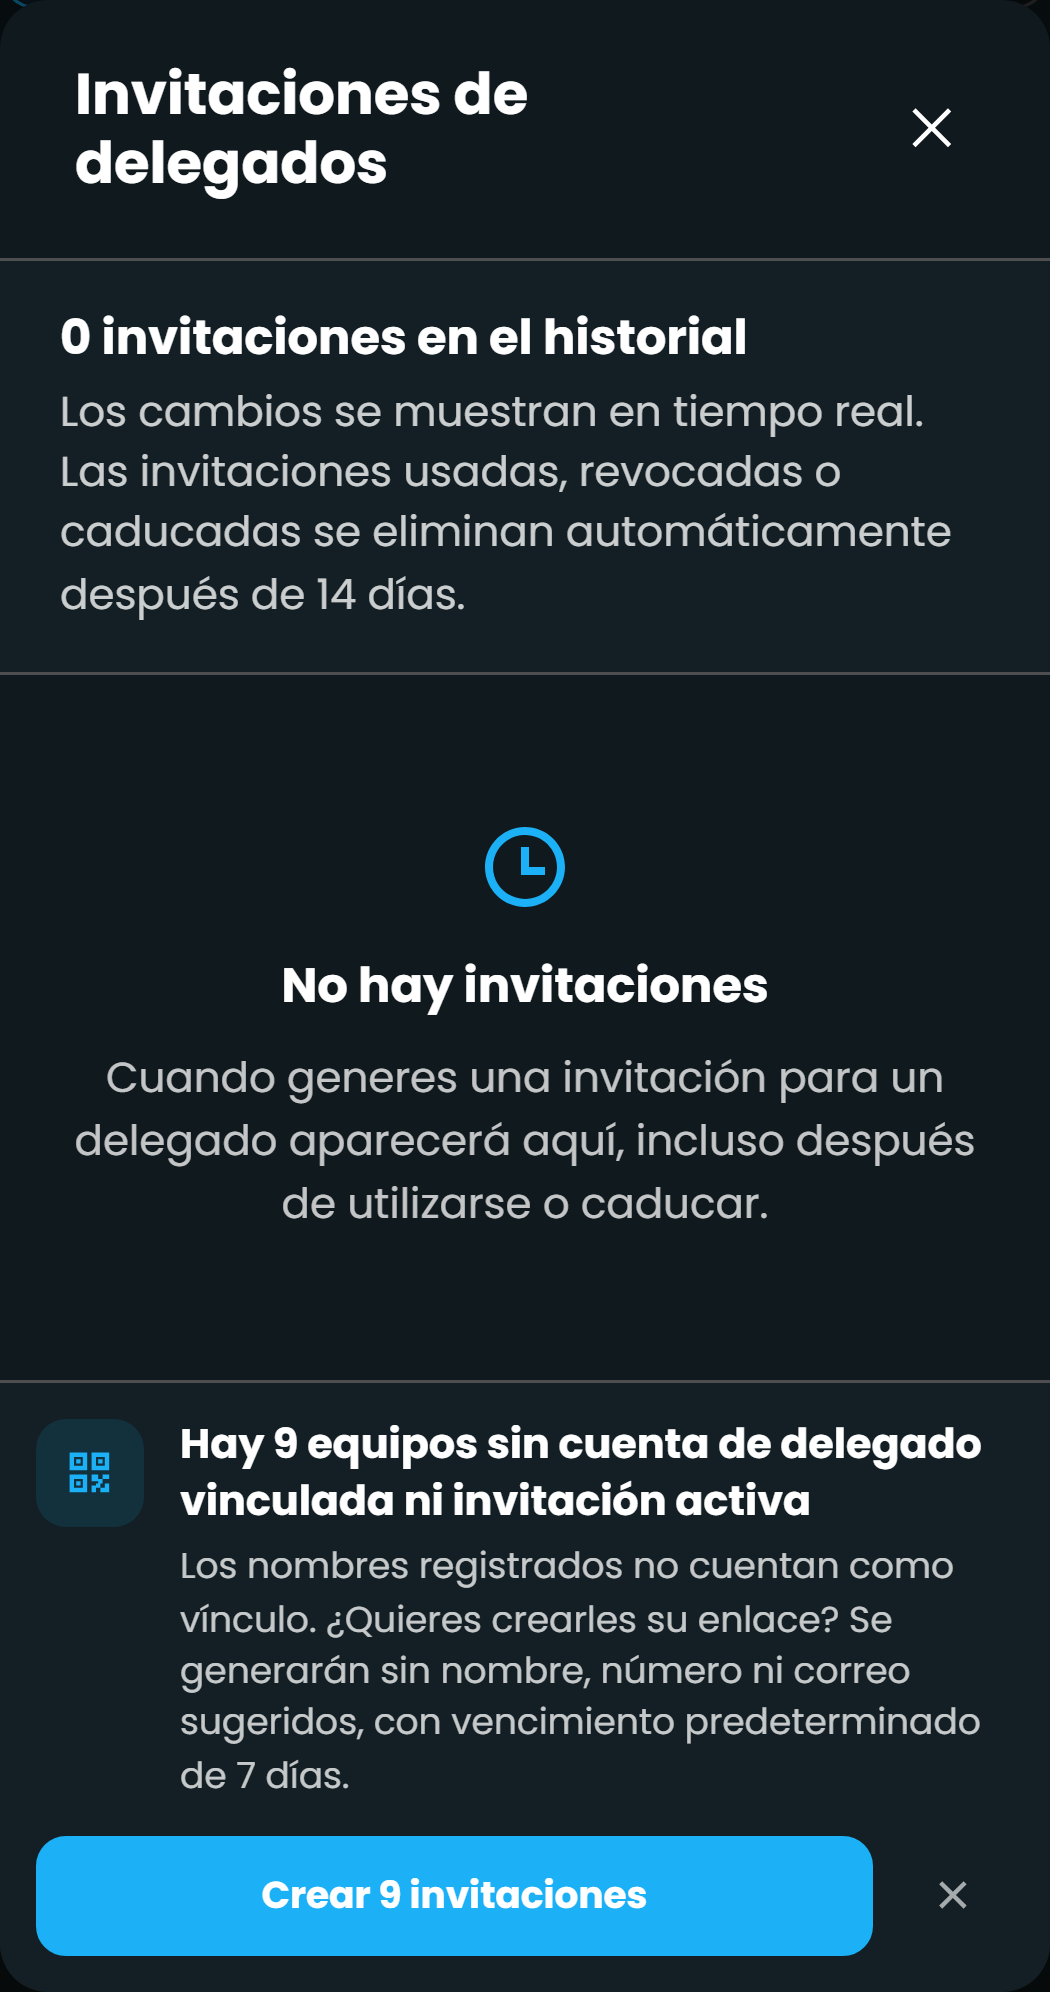 Invitaciones de
delegados
0 invitaciones en el historial
Los cambios se muestran en tiempo real.
Las invitaciones usadas, revocadas o
caducadas se eliminan automáticamente
después de 14 días.
No hay invitaciones
Cuando generes una invitación para un
delegado aparecerá aquí, incluso después
de utilizarse o caducar.
Hay 9 equipos sin cuenta de delegado
vinculada ni invitación activa
Los nombres registrados no cuentan como
vínculo. ¿Quieres crearles su enlace? Se
generarán sin nombre, número ni correo
sugeridos, con vencimiento predeterminado
de 7 días.
Crear 9 invitaciones